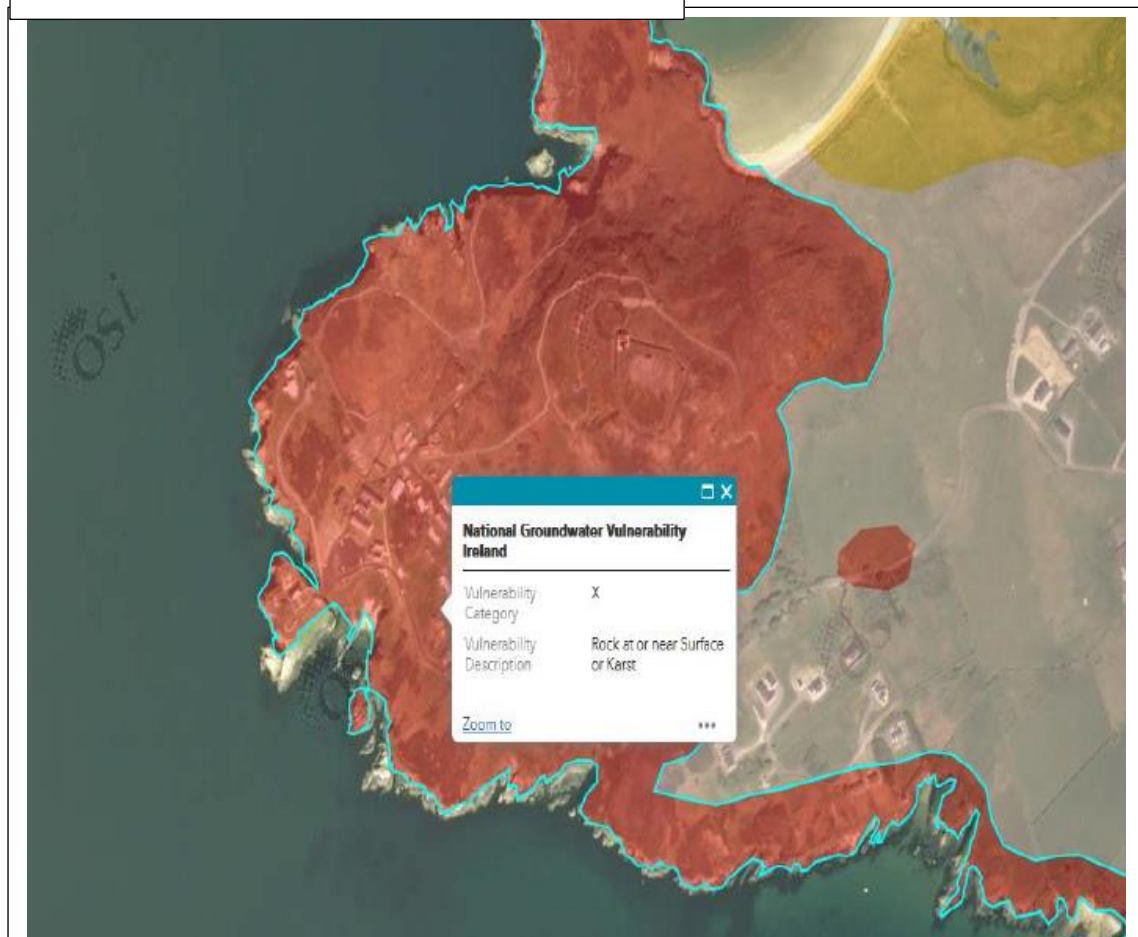 Osi
National Groundwater Vulnerability
Ireland
Vulnerability X
Category
Vulnerability Rock at or near Surface
Description or Karst
Zoom to •••